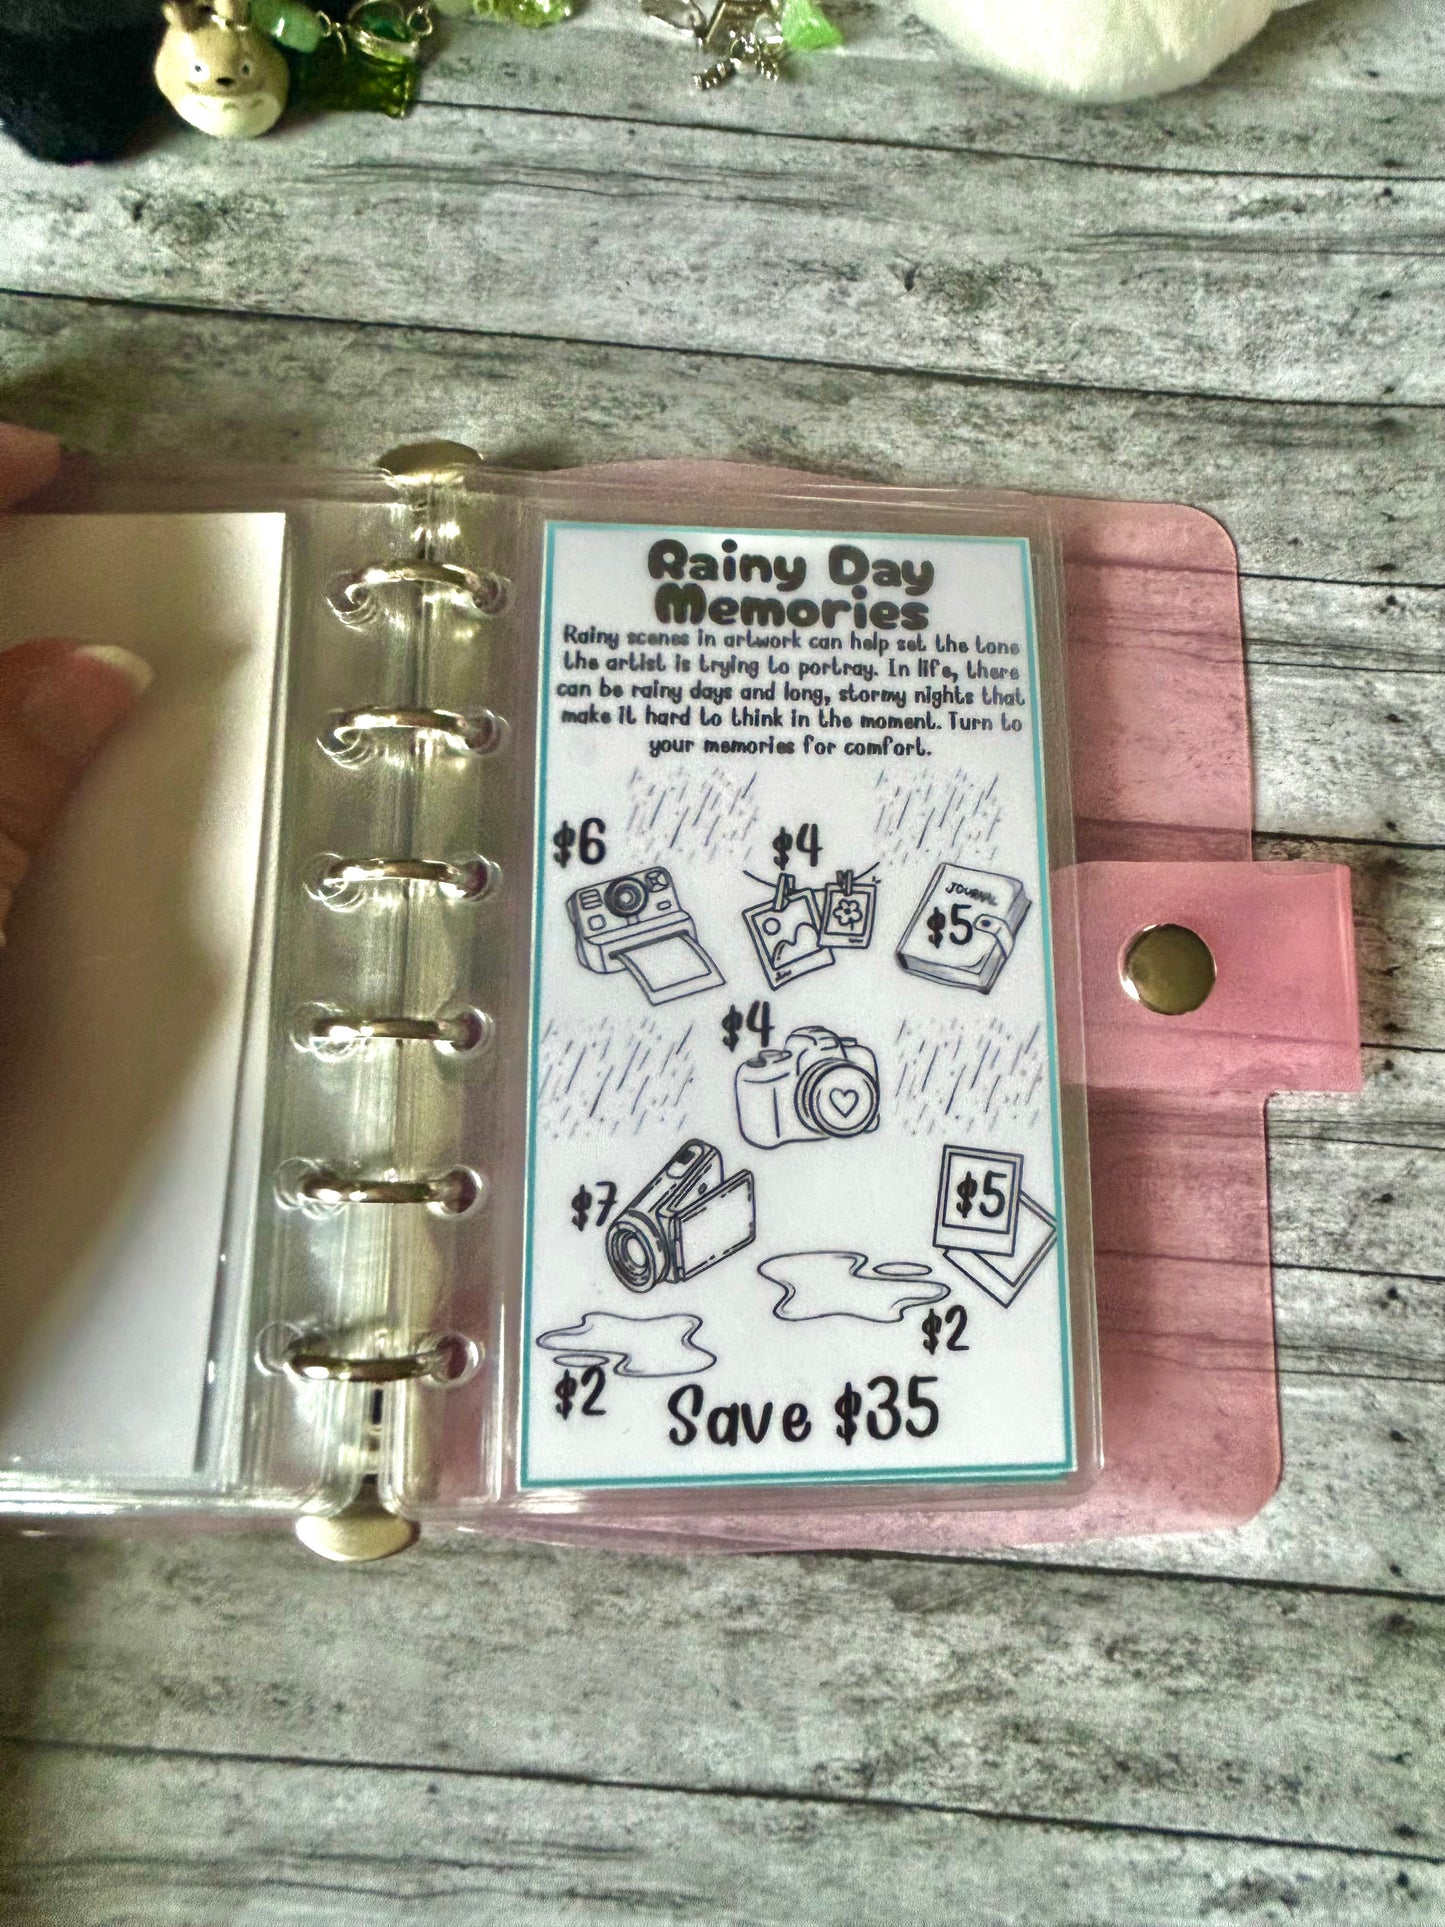 Rainy Day
Memories
Rainy scenes in artwork can help set the tone
the artist is trying to portray. In life, there
can be rainy days and long, stormy nights that
make it hard to think in the moment. Turn to
your memories for comfort.
$6
$4
JOURNAL
$5
$4
$7
$5
$2
$2
Save $35